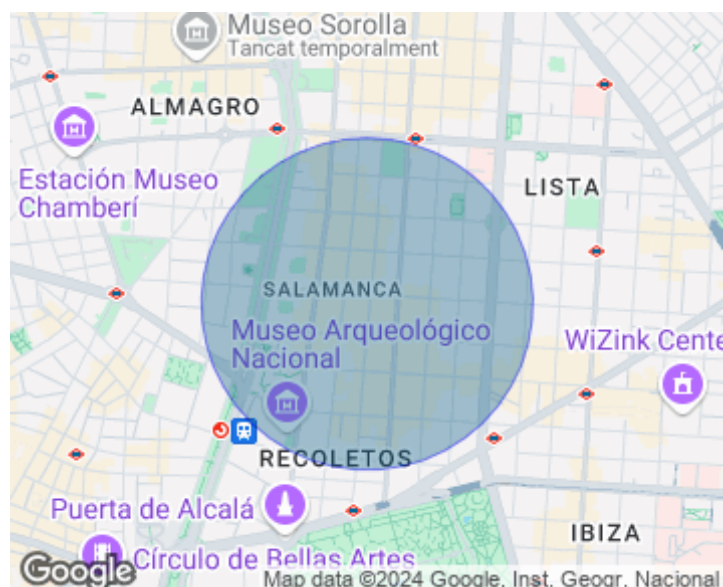 Museo Sorolla
Tancat temporalment
ALMAGRO
Estación Museo
Chamberí
LISTA
SALAMANCA
Museo Arqueológico
Nacional
WiZink Cente
RECOLETOS
Puerta de Alcalá
IBIZA
Círculo de Bellas Artes
Google
Map data ©2024 Google, Inst. Geogr. Nacional